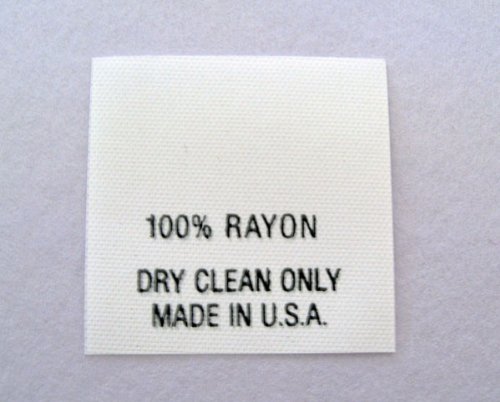 100% RAYON
DRY CLEAN ONLY
MADE IN U.S.A.